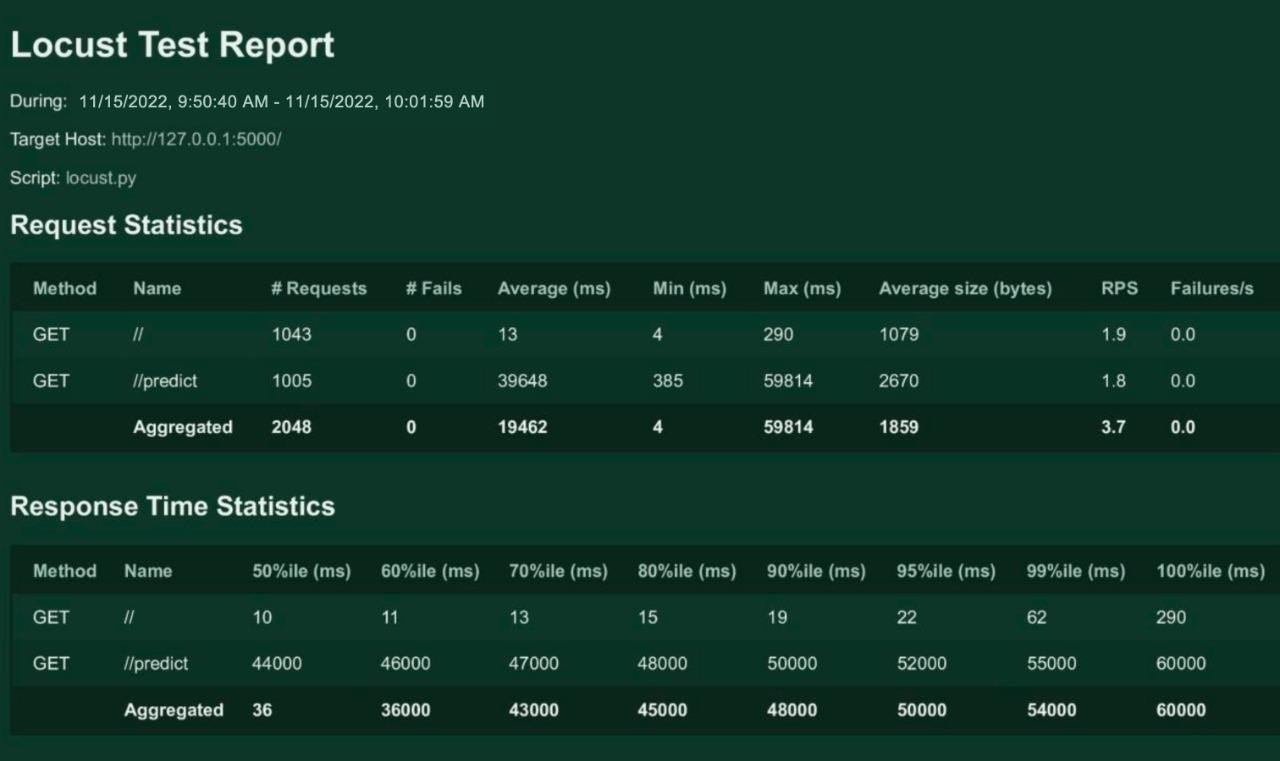 Locust Test Report
During: 11/15/2022, 9:50:40 AM - 11/15/2022, 10:01:59 AM
Target Host: http://127.0.0.1:5000/
Script: locust.py
Request Statistics
Method Name # Requests # Fails Average (ms) Min (ms) Max (ms) Average size (bytes) RPS Failures/s
GET // 1043 0 13 4 290 1079 1.9 0.0
GET //predict 1005 0 39648 385 59814 2670 1.8 0.0
Aggregated 2048 0 19462 4 59814 1859 3.7 0.0
Response Time Statistics
Method Name 50%ile (ms) 60%ile (ms) 70%ile (ms) 80%ile (ms) 90%ile (ms) 95%ile (ms) 99%ile (ms) 100%ile (ms)
GET // 10 11 13 15 19 22 62 290
GET //predict 44000 46000 47000 48000 50000 52000 55000 60000
Aggregated 36 36000 43000 45000 48000 50000 54000 60000